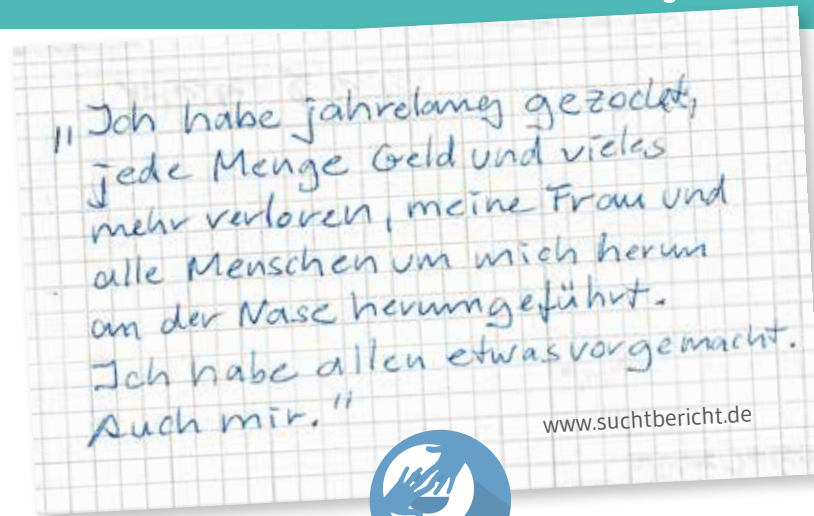 „Ich habe jahrelang gezockt,
jede Menge Geld und vieles
mehr verloren, meine Frau und
alle Menschen um mich herum
an der Nase herumgeführt.
Ich habe allen etwas vorgemacht.
Auch mir."
www.suchtbericht.de